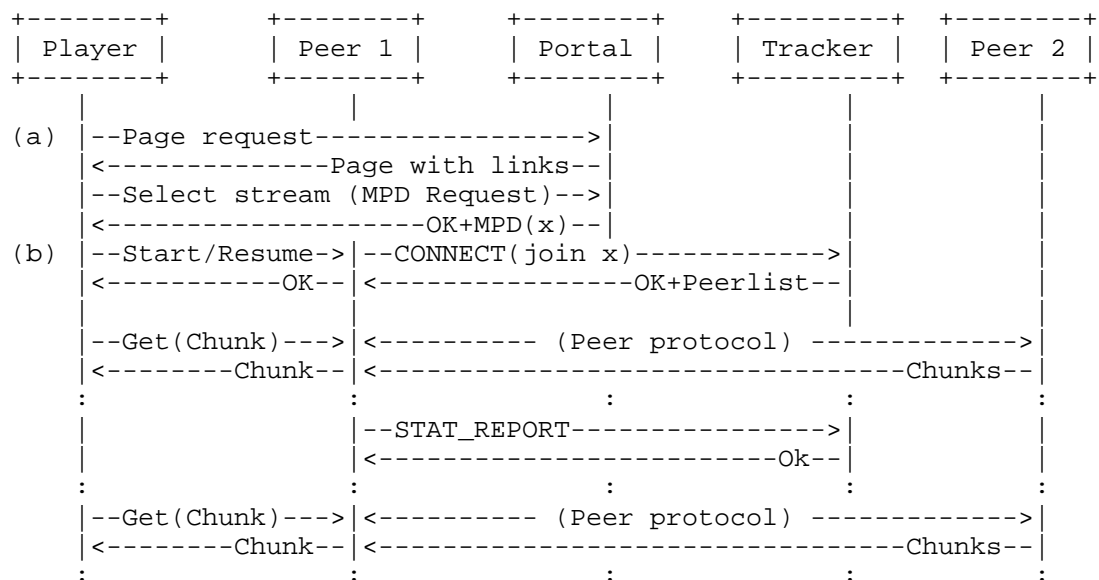 +--------+      +--------+     +--------+    +---------+  +--------+
| Player |      | Peer 1 |     | Portal |    | Tracker |  | Peer 2 |
+--------+      +--------+     +--------+    +---------+  +--------+
    |                |               |              |           |
(a) |--Page request----------------->|              |           |
    |<--------------Page with links--|              |           |
    |--Select stream (MPD Request)-->|              |           |
    |<--------------------OK+MPD(x)--|              |           |
(b) |--Start/Resume->|--CONNECT(join x)------------>|           |
    |<-----------OK--|<----------------OK+Peerlist--|           |
    |                |                              |           |
    |--Get(Chunk)--->|<---------- (Peer protocol) ------------->|
    |<--------Chunk--|<---------------------------------Chunks--|
    :                :               :              :           :
    |                |--STAT_REPORT---------------->|           |
    |                |<-------------------------Ok--|           |
    :                :               :              :           :
    |--Get(Chunk)--->|<---------- (Peer protocol) ------------->|
    |<--------Chunk--|<---------------------------------Chunks--|
    :                :               :              :           :